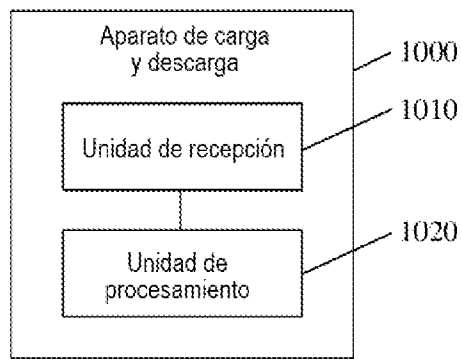 Aparato de carga
y descarga
1000
1010
Unidad de recepción
1020
Unidad de
procesamiento